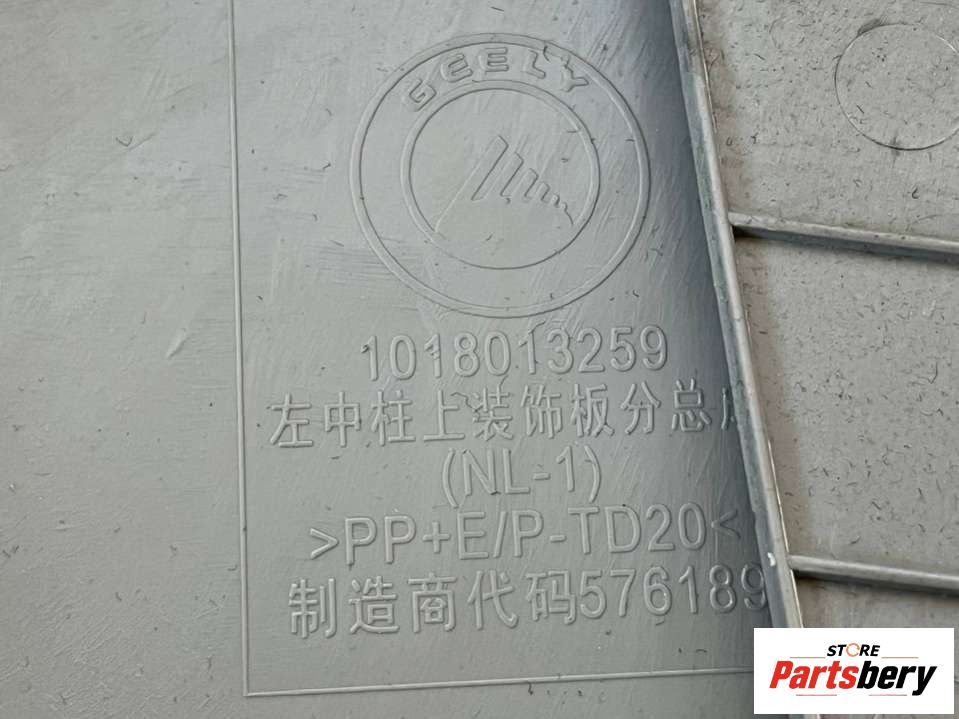 GEELY
1018013259
左中柱上装饰板分总成
(NL-1)
>PP+E/P-TD20<
制造商代码576189
STORE
Partsbery